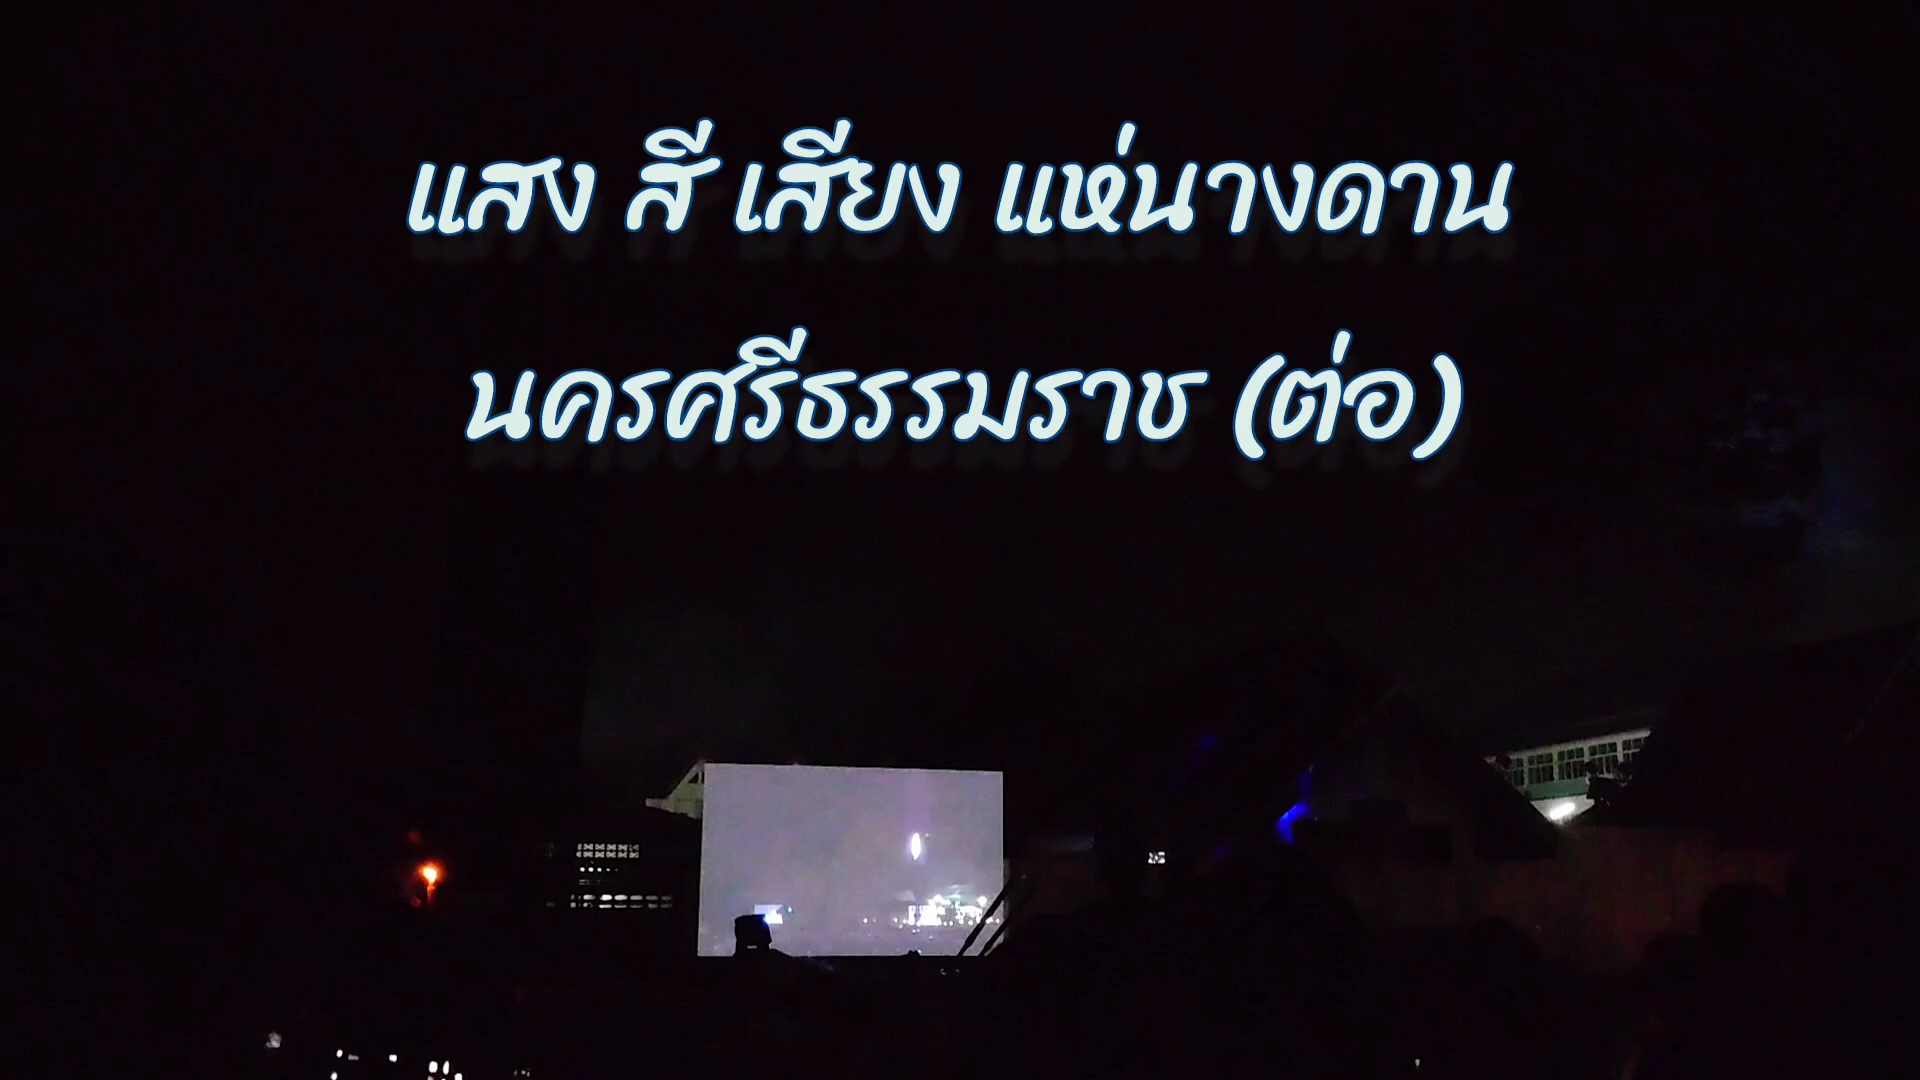 แสง สี เสียง แห่นางดาน
นครศรีธรรมราช (ต่อ)